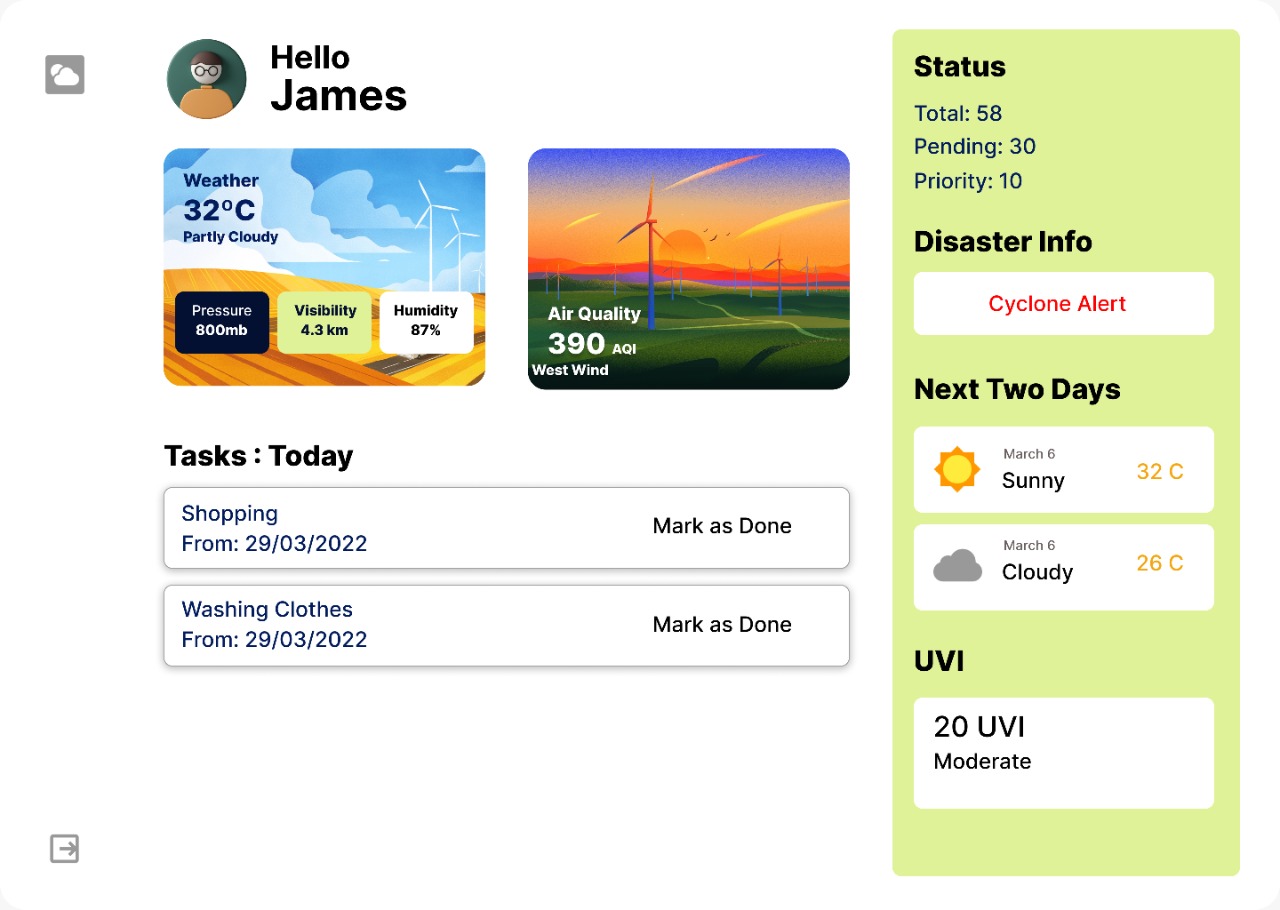 Hello
James
Weather
32ºC
Partly Cloudy
Pressure
800mb
Visibility
4.3 km
Humidity
87%
Air Quality
390 AQI
West Wind
Tasks : Today
Shopping
From: 29/03/2022
Mark as Done
Washing Clothes
From: 29/03/2022
Mark as Done
Status
Total: 58
Pending: 30
Priority: 10
Disaster Info
Cyclone Alert
Next Two Days
March 6
Sunny
32 C
March 6
Cloudy
26 C
UVI
20 UVI
Moderate